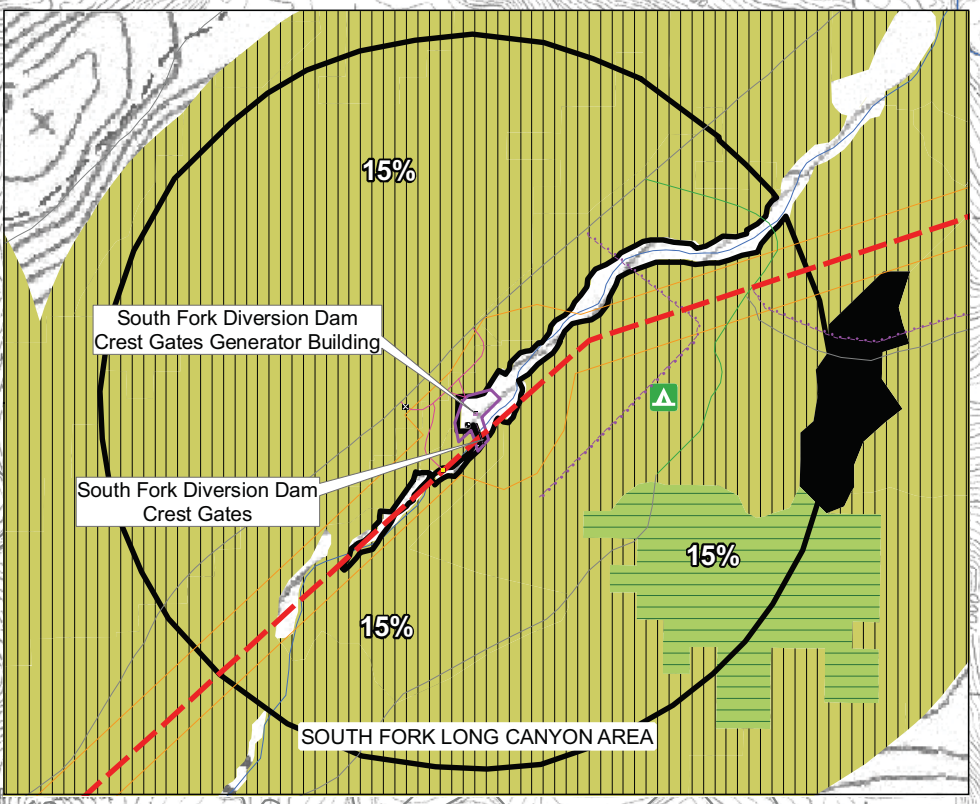 15%
South Fork Diversion Dam
Crest Gates Generator Building
South Fork Diversion Dam
Crest Gates
15%
15%
SOUTH FORK LONG CANYON AREA